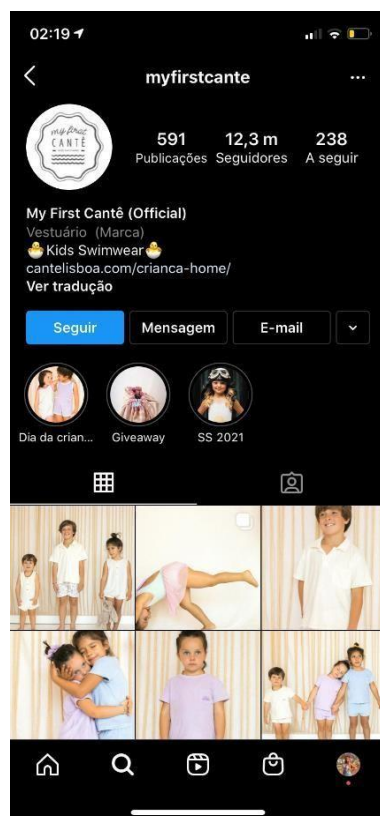 02:19
myfirstcante
my first
CANTÊ
591 12,3 m 238
Publicações Seguidores A seguir
My First Cantê (Official)
Vestuário (Marca)
🐣Kids Swimwear🐣
cantelisboa.com/crianca-home/
Ver tradução
Seguir Mensagem E-mail
Dia da crian... Giveaway SS 2021